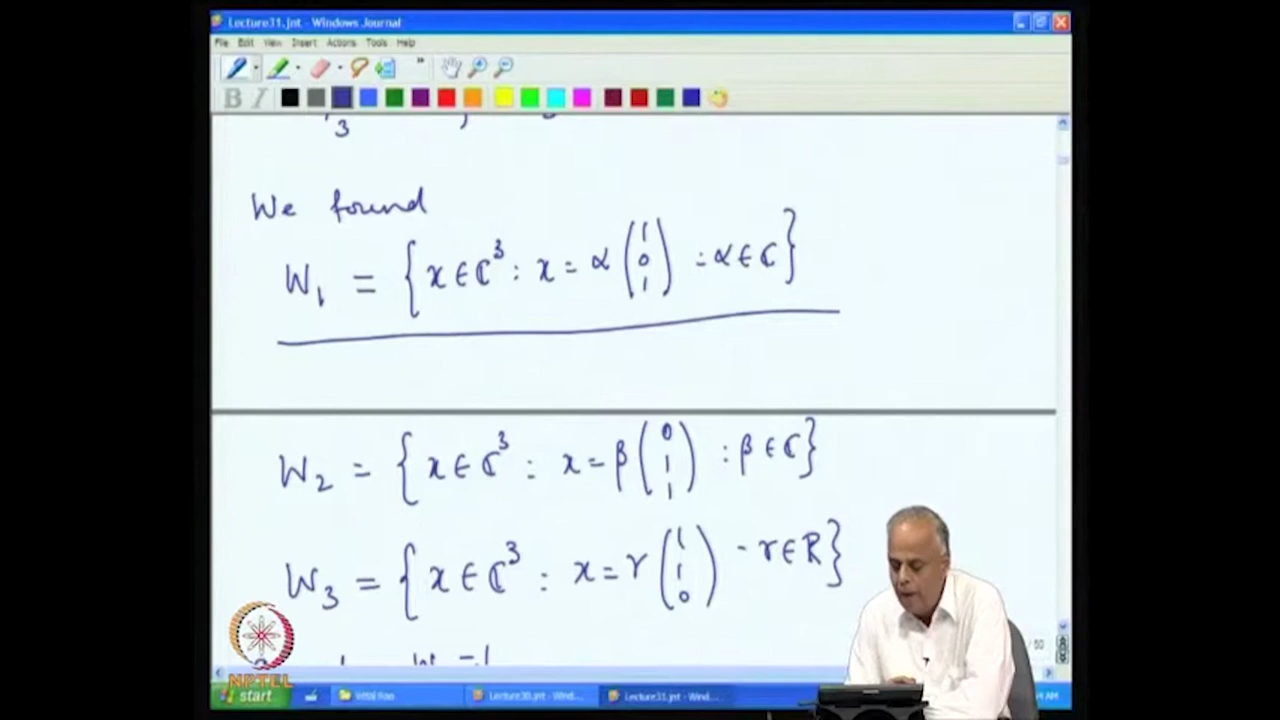 Lecture31.jnt - Windows Journal
File Edit View Insert Actions Tools Help
B I
3 ,
We found
W₁ = {x ∈ ℂ³ : x = α (1 0 1) : α ∈ ℂ}
W₂ = {x ∈ ℂ³ : x = β (0 1 1) : β ∈ ℂ}
W₃ = {x ∈ ℂ³ : x = γ (1 1 0) - γ ∈ ℝ}
NPTEL
start Lecture30.jnt - Wind... Lecture31.jnt - Wind...